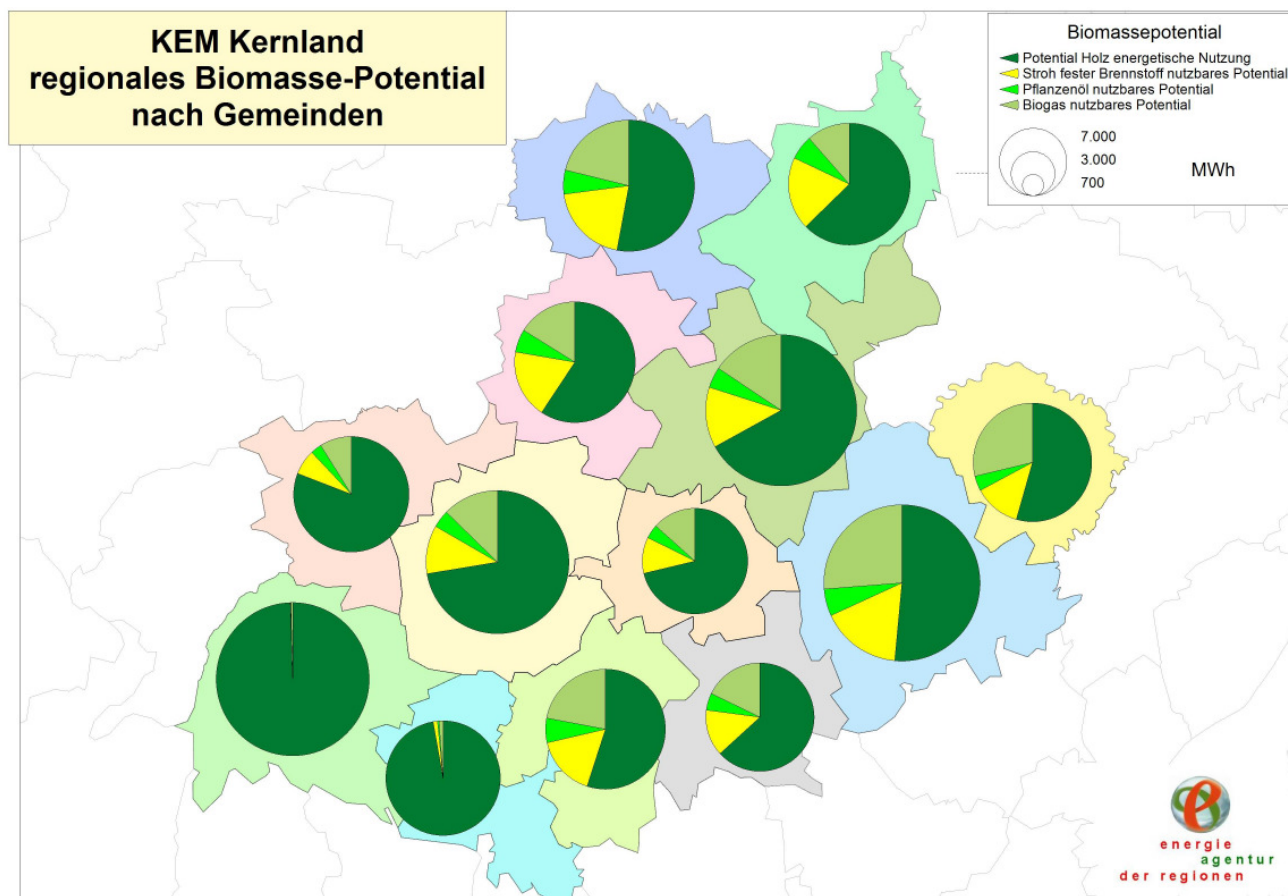 KEM Kernland
regionales Biomasse-Potential
nach Gemeinden
Biomassepotential
Potential Holz energetische Nutzung
Stroh fester Brennstoff nutzbares Potential
Pflanzenöl nutzbares Potential
Biogas nutzbares Potential
7.000
3.000
700
MWh
energie
agentur
der regionen